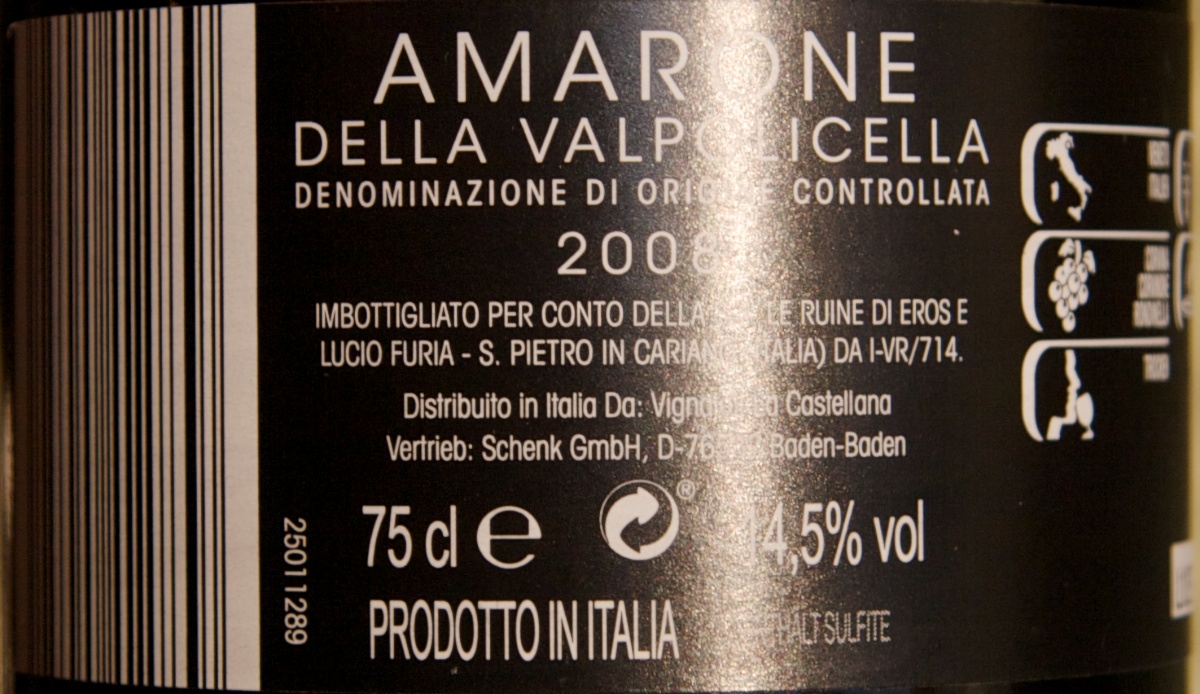 AMARONE
DELLA VALPOLICELLA
DENOMINAZIONE DI ORIGINE CONTROLLATA
2008
IMBOTTIGLIATO PER CONTO DELLA LE RUINE DI EROS E
LUCIO FURIA - S. PIETRO IN CARIANO (ITALIA) DA I-VR/714.
Distribuito in Italia Da: Castellana
Vertrieb: Schenk GmbH, Baden-Baden
75 cl e ® 14,5% vol
PRODOTTO IN ITALIA
SULFITE
25011289